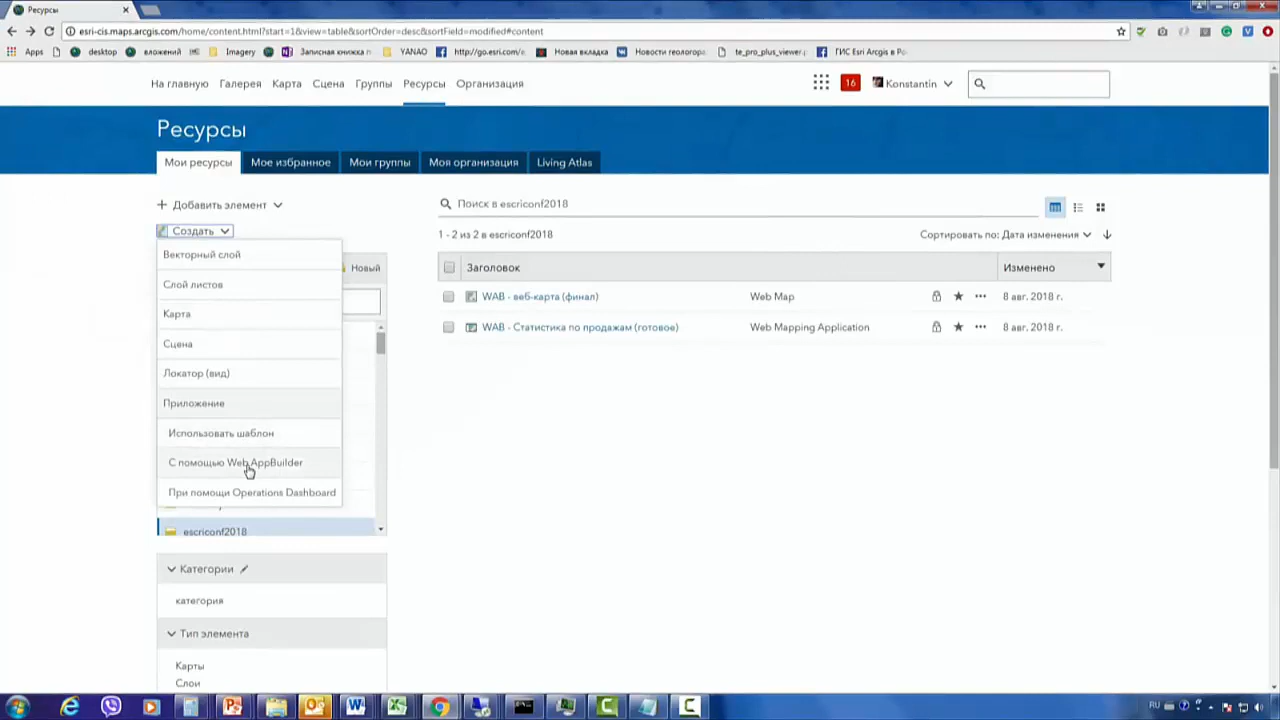 Ресурсы
esri-cis.maps.arcgis.com/home/content.html?start=1&view=table&sortOrder=desc&sortField=modified#content
Apps desktop вложений Imagery Записная книжка п YANAO http://go.esri.com/e. Новая вкладка Новости геологора: te_pro_plus_viewer.p ГИС Esri Arcgis в Ро
На главную Галерея Карта Сцена Группы Ресурсы Организация 16 Konstantin
Ресурсы
Мои ресурсы Мое избранное Мои группы Моя организация Living Atlas
Добавить элемент
Поиск в escriconf2018
Создать
1 - 2 из 2 в escriconf2018 Сортировать по: Дата изменения
Векторный слой
Новый
Заголовок Изменено
Слой листов
WAB - веб-карта (финал) Web Map 8 авг. 2018 г.
Карта
WAB - Статистика по продажам (готовое) Web Mapping Application 8 авг. 2018 г.
Сцена
Локатор (вид)
Приложение
Использовать шаблон
С помощью Web AppBuilder
При помощи Operations Dashboard
escriconf2018
Категории
категория
Тип элемента
Карты
Слои
RU